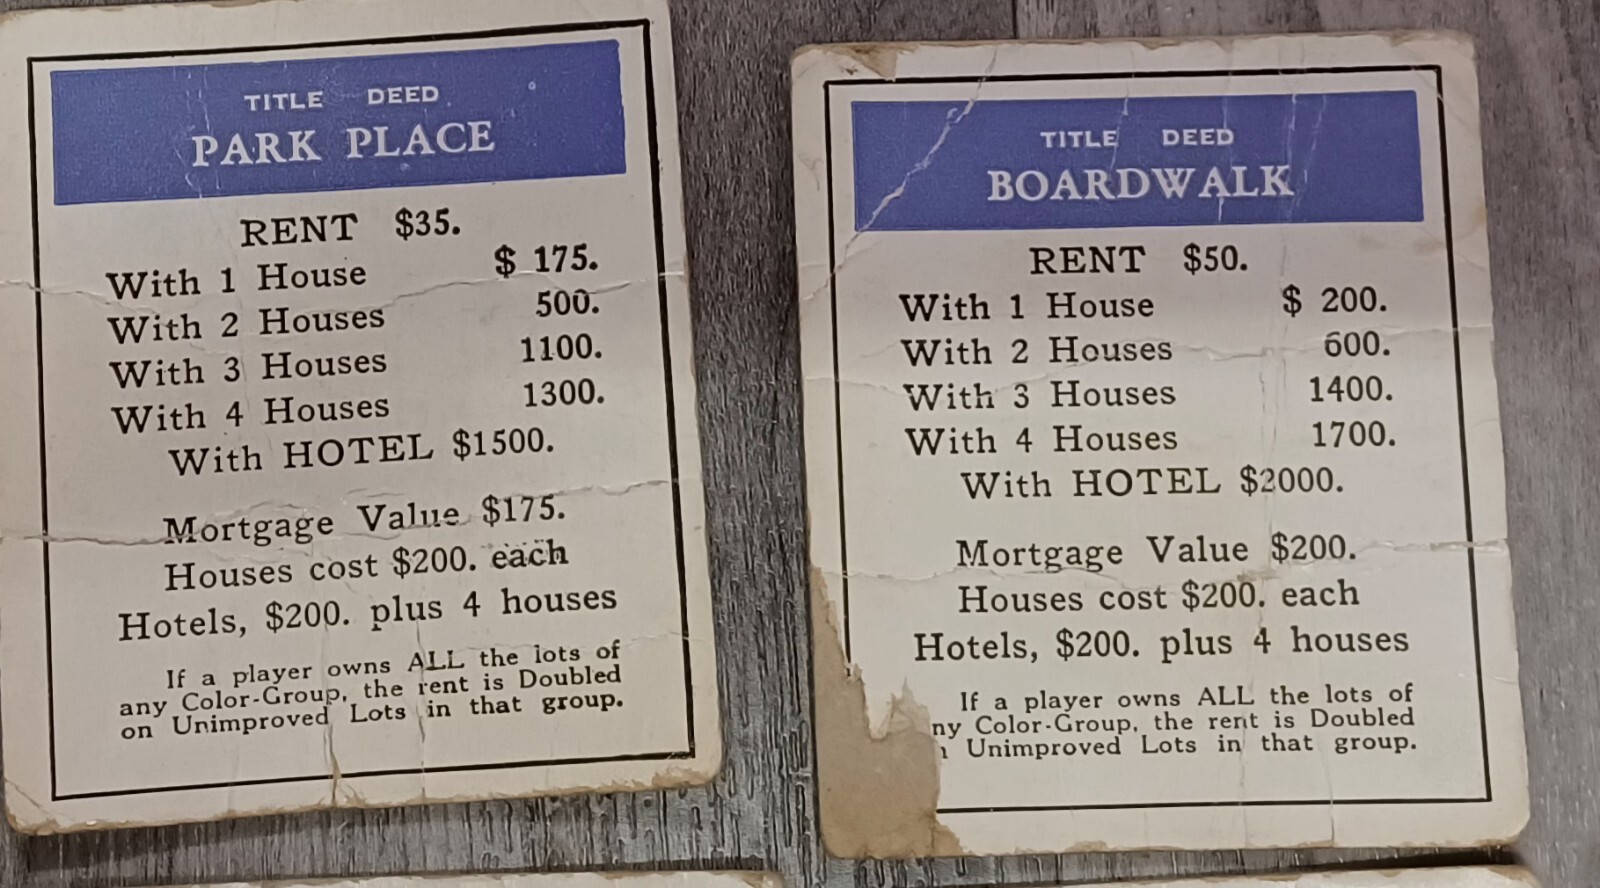 TITLE DEED
PARK PLACE
RENT $35.
With 1 House $ 175.
With 2 Houses 500.
With 3 Houses 1100.
With 4 Houses 1300.
With HOTEL $1500.
Mortgage Value $175.
Houses cost $200. each
Hotels, $200. plus 4 houses
If a player owns ALL the lots of
any Color-Group, the rent is Doubled
on Unimproved Lots in that group.
TITLE DEED
BOARDWALK
RENT $50.
With 1 House $ 200.
With 2 Houses 600.
With 3 Houses 1400.
With 4 Houses 1700.
With HOTEL $2000.
Mortgage Value $200.
Houses cost $200. each
Hotels, $200. plus 4 houses
If a player owns ALL the lots of
ny Color-Group, the rent is Doubled
Unimproved Lots in that group.